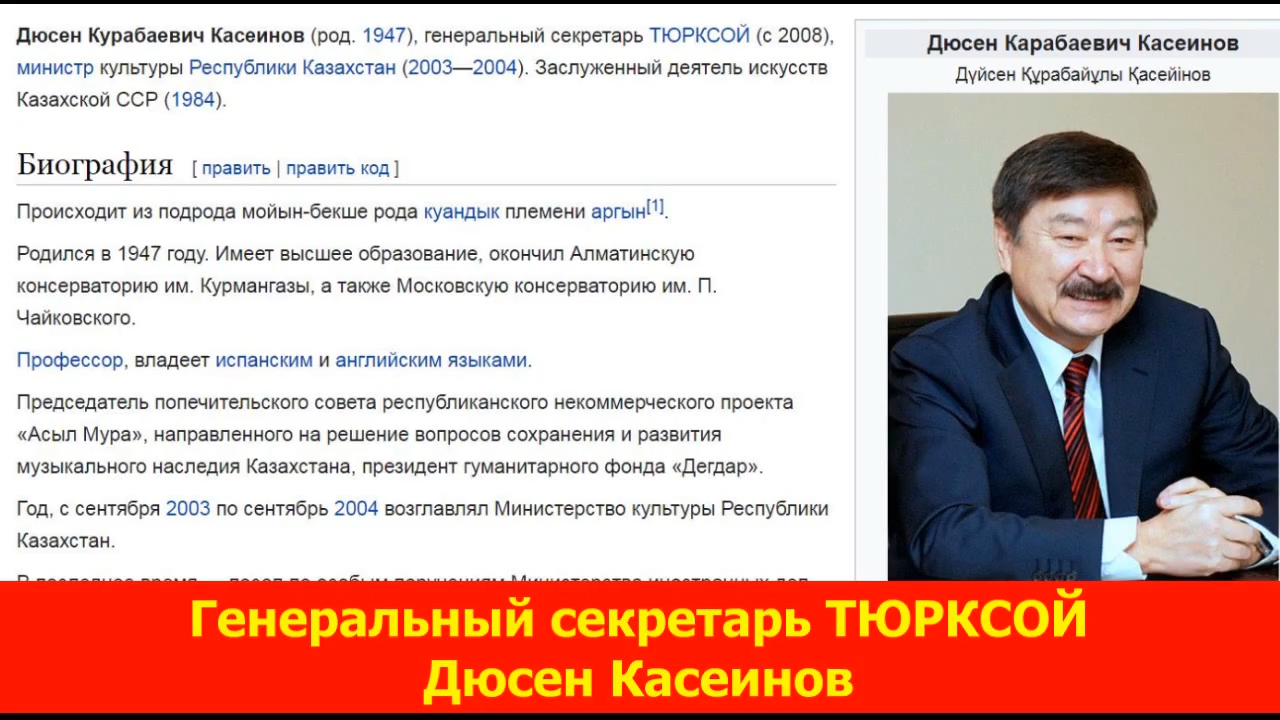 Дюсен Курабаевич Касеинов (род. 1947), генеральный секретарь ТЮРКСОЙ (с 2008),
министр культуры Республики Казахстан (2003—2004). Заслуженный деятель искусств
Казахской ССР (1984).
Биография [ править | править код ]
Происходит из подрода мойын-бекше рода куандык племени аргын[1].
Родился в 1947 году. Имеет высшее образование, окончил Алматинскую
консерваторию им. Курмангазы, а также Московскую консерваторию им. П.
Чайковского.
Профессор, владеет испанским и английским языками.
Председатель попечительского совета республиканского некоммерческого проекта
«Асыл Мура», направленного на решение вопросов сохранения и развития
музыкального наследия Казахстана, президент гуманитарного фонда «Дегдар».
Год, с сентября 2003 по сентябрь 2004 возглавлял Министерство культуры Республики
Казахстан.
Дюсен Карабаевич Касеинов
Дүйсен Құрабайұлы Қасейінов
Генеральный секретарь ТЮРКСОЙ
Дюсен Касеинов